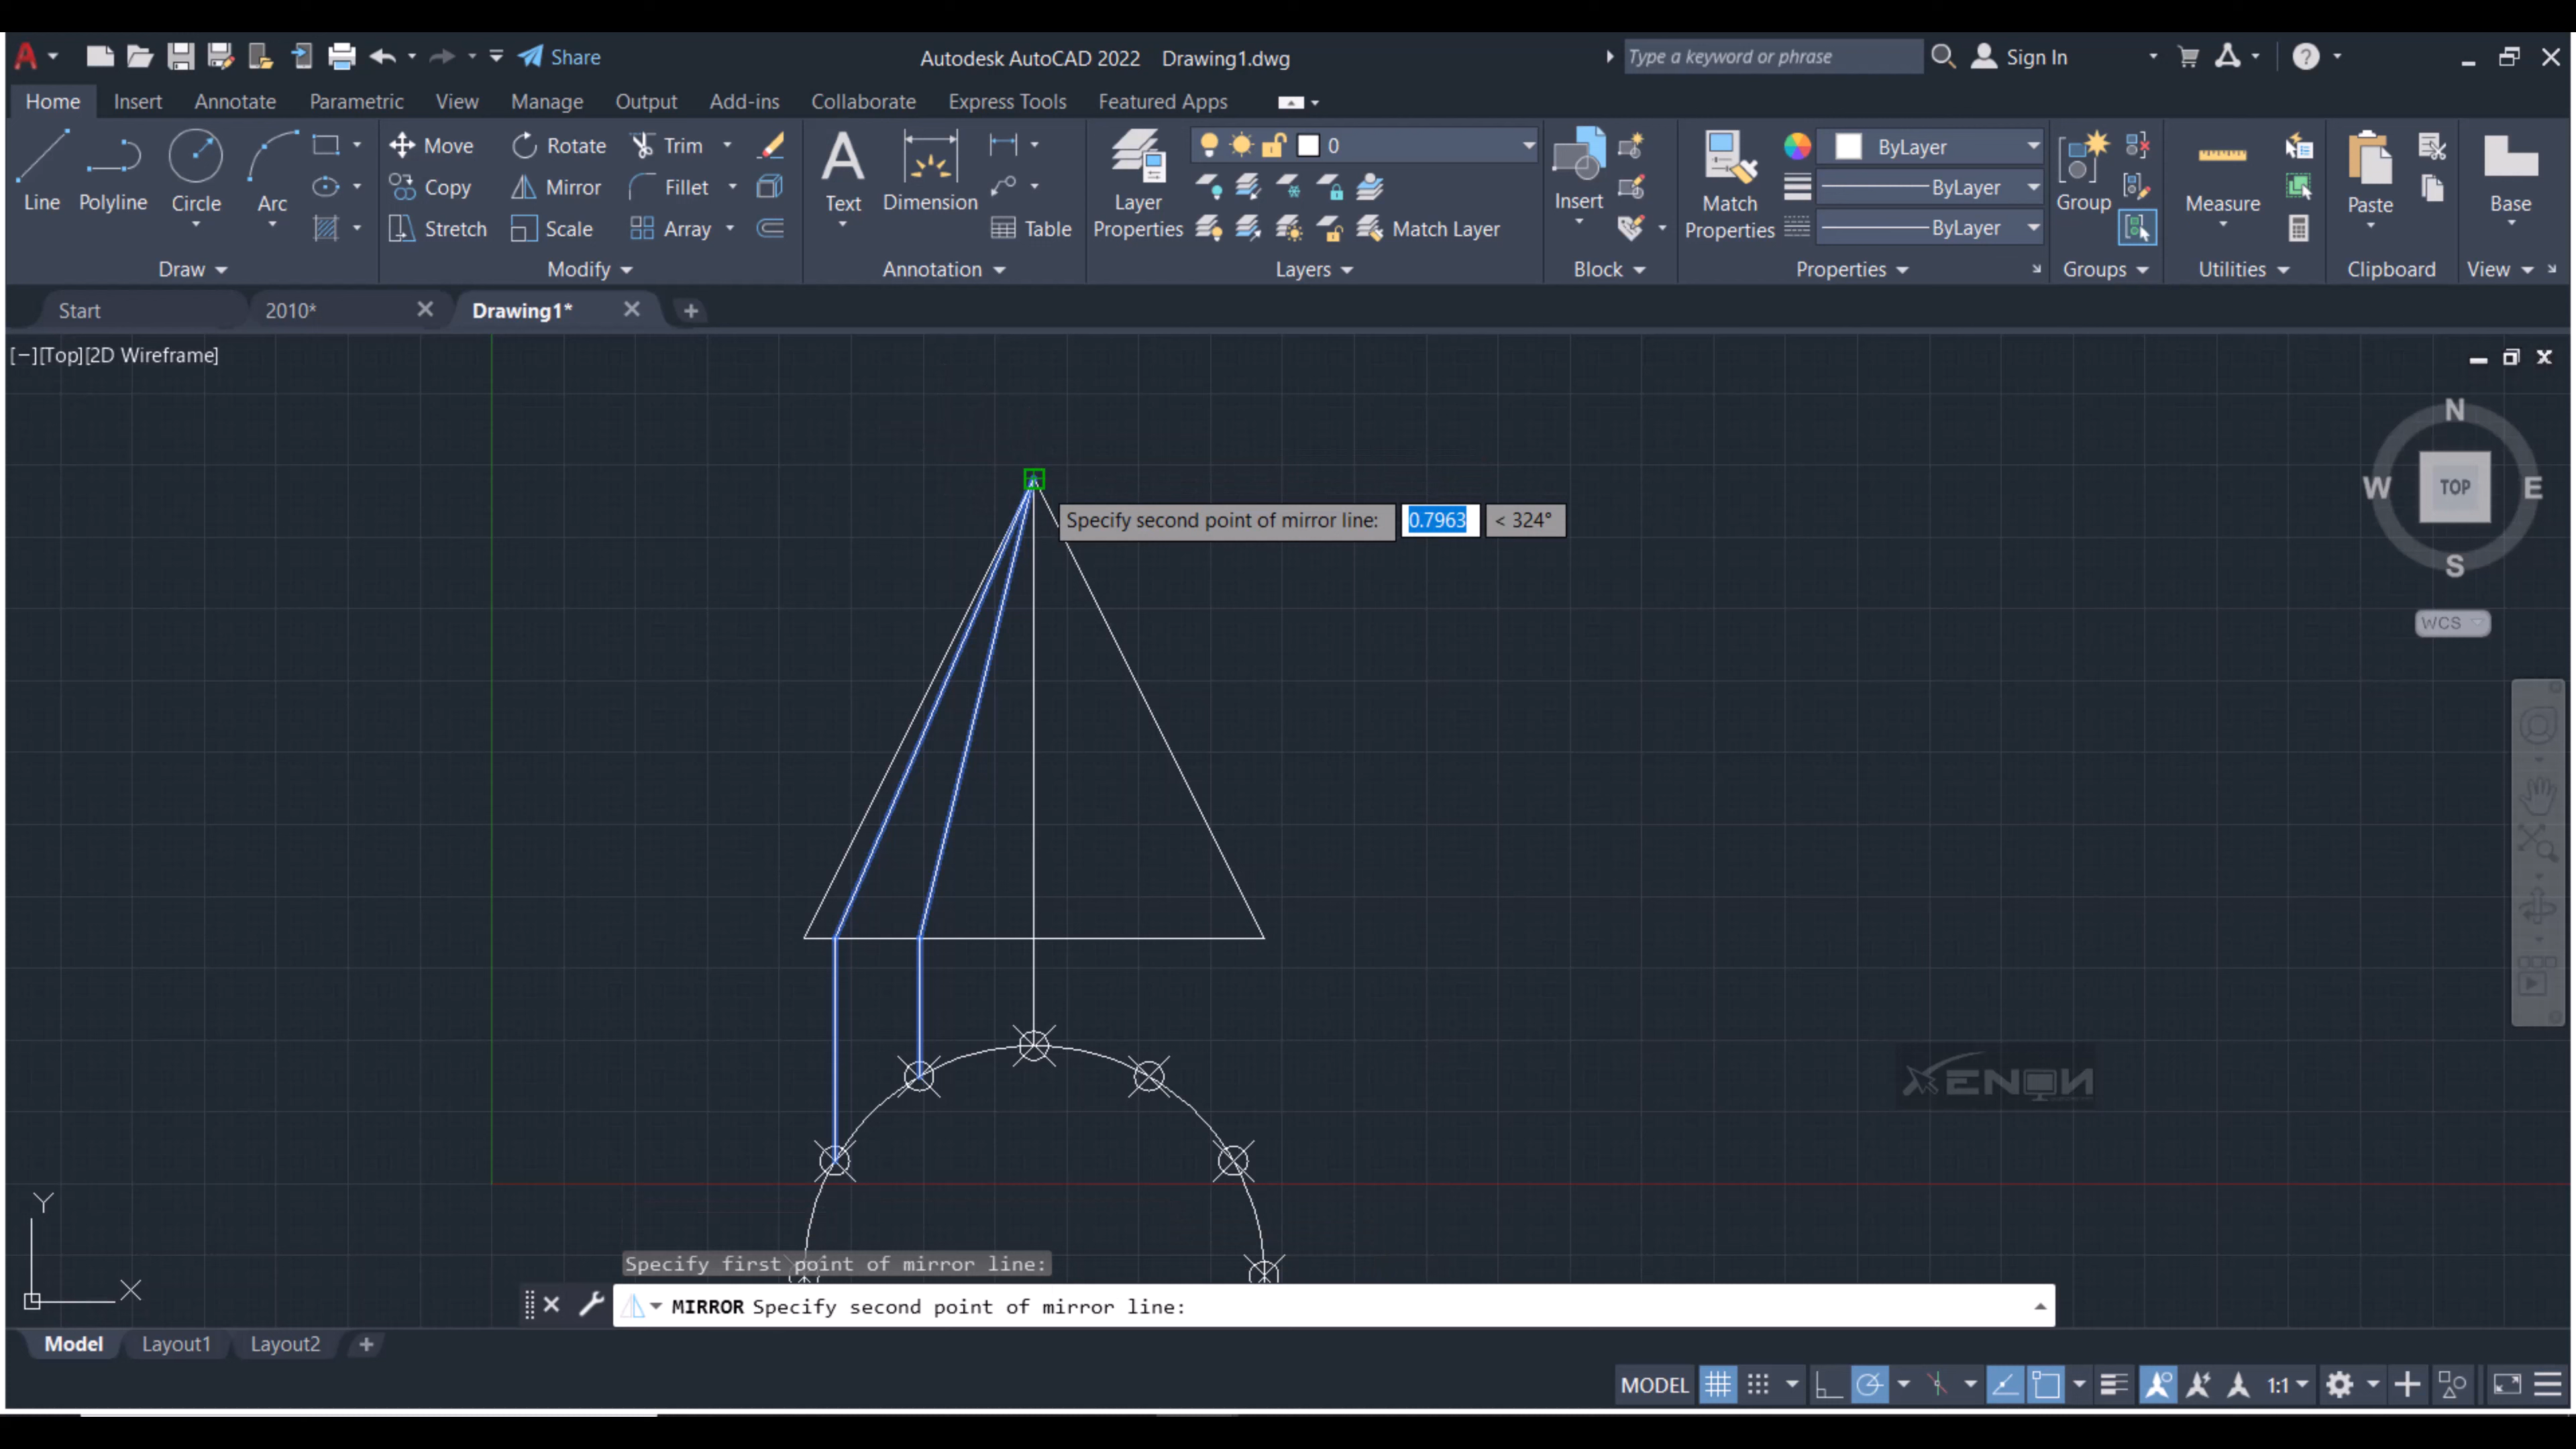 Share
Autodesk AutoCAD 2022 Drawing1.dwg
Type a keyword or phrase
Sign In
Home Insert Annotate Parametric View Manage Output Add-ins Collaborate Express Tools Featured Apps
Line Polyline Circle Arc
Move Rotate Trim
Copy Mirror Fillet
Stretch Scale Array
Text Dimension Table
Layer Properties
0
Match Layer
Insert
Match Properties
ByLayer
ByLayer
ByLayer
Group
Measure
Paste
Base
Draw Modify Annotation Layers Block Properties Groups Utilities Clipboard View
Start 2010* Drawing1*
[−][Top][2D Wireframe]
N
W TOP E
S
WCS
Specify second point of mirror line: 0.7963 < 324°
XENON
Y
X
Specify first point of mirror line:
MIRROR Specify second point of mirror line:
Model Layout1 Layout2
MODEL 1:1